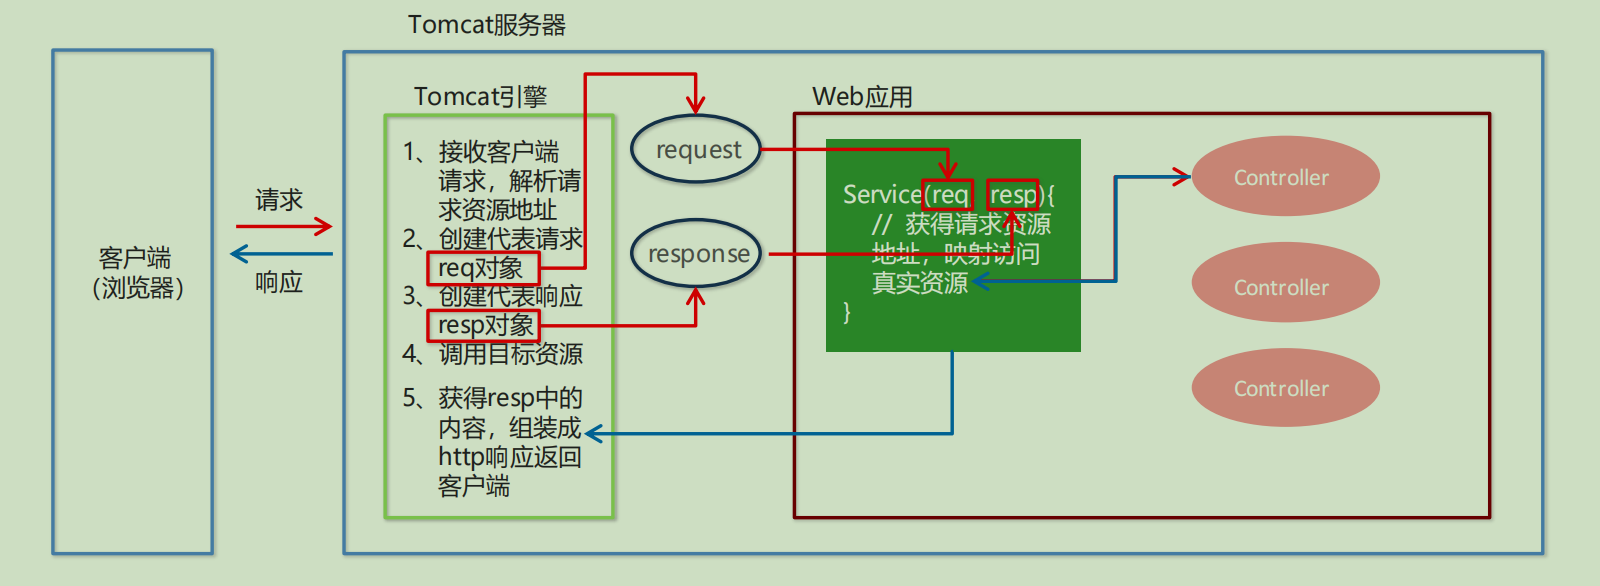 Tomcat服务器
客户端
（浏览器）
请求
响应
Tomcat引擎
1、接收客户端
请求，解析请
求资源地址
2、创建代表请求
req对象
3、创建代表响应
resp对象
4、调用目标资源
5、获得resp中的
内容，组装成
http响应返回
客户端
request
response
Web应用
Service(req, resp){
// 获得请求资源
地址，映射访问
真实资源
}
Controller
Controller
Controller